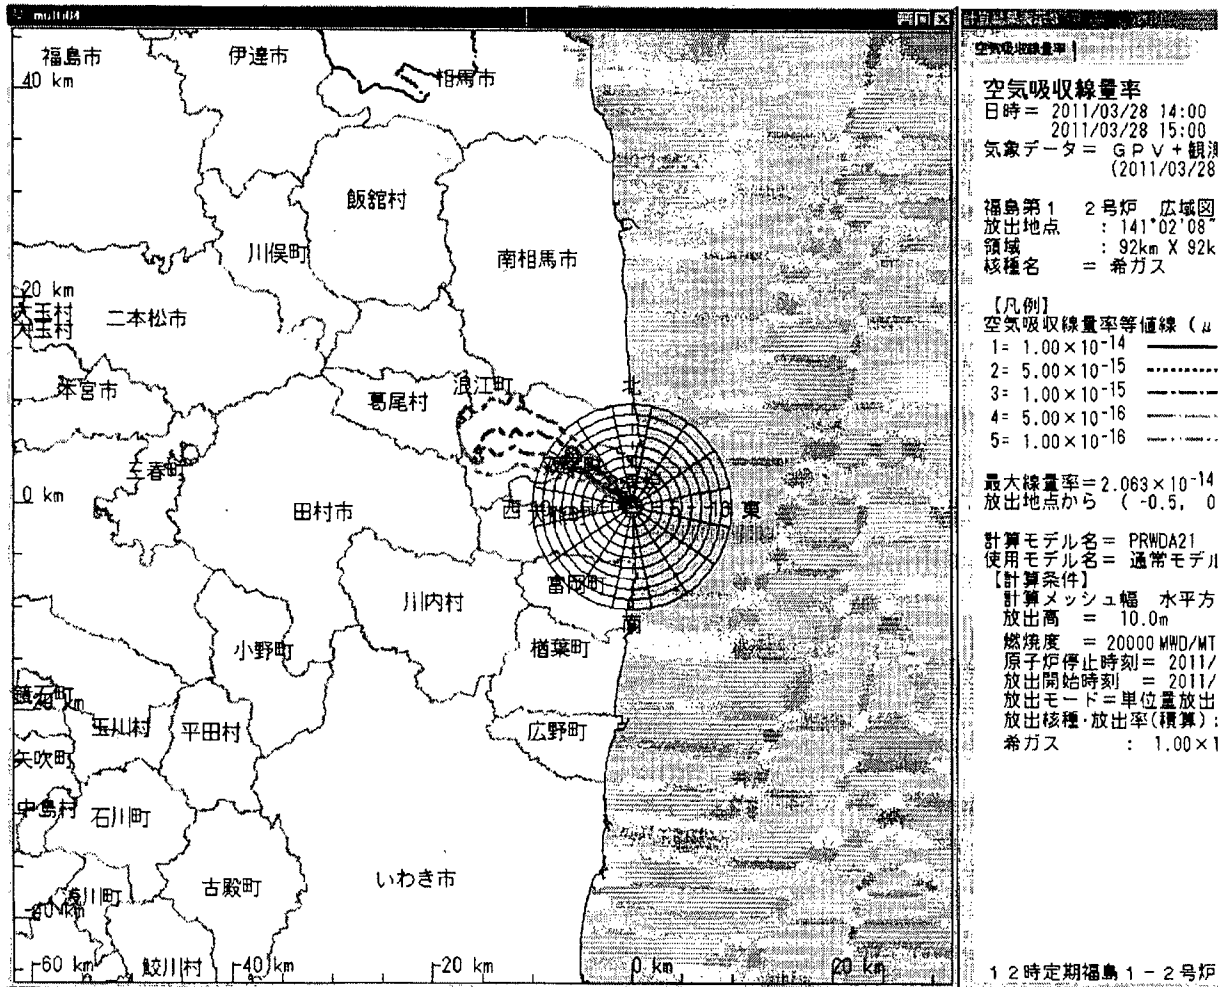 multi04
福島市
伊達市
40 km
相馬市
飯舘村
川俣町
南相馬市
20 km
大玉村
大玉村
二本松市
本宮市
浪江町
北
葛尾村
三春町
0 km
田村市
西
東
富岡町
川内村
南
小野町
楢葉町
鏡石町
玉川村
平田村
広野町
矢吹町
中島村
石川町
浅川町
古殿町
いわき市
-60 km
鮫川村
-40 km
-20 km
0 km
20 km
空気吸収線量率
空気吸収線量率
日時= 2011/03/28 14:00
2011/03/28 15:00
気象データ= GPV+観測
(2011/03/28
福島第1 2号炉 広域図
放出地点 : 141°02'08"
領域 : 92km X 92k
核種名 = 希ガス
【凡例】
空気吸収線量率等値線 (μ
1= 1.00×10⁻¹⁴
2= 5.00×10⁻¹⁵
3= 1.00×10⁻¹⁵
4= 5.00×10⁻¹⁶
5= 1.00×10⁻¹⁶
最大線量率=2.063×10⁻¹⁴
放出地点から ( -0.5, 0
計算モデル名= PRWDA21
使用モデル名= 通常モデル
【計算条件】
計算メッシュ幅 水平方
放出高 = 10.0m
燃焼度 = 20000MWD/MT
原子炉停止時刻= 2011/
放出開始時刻 = 2011/
放出モード=単位量放出
放出核種・放出率(積算):
希ガス : 1.00×1
12時定期福島1-2号炉